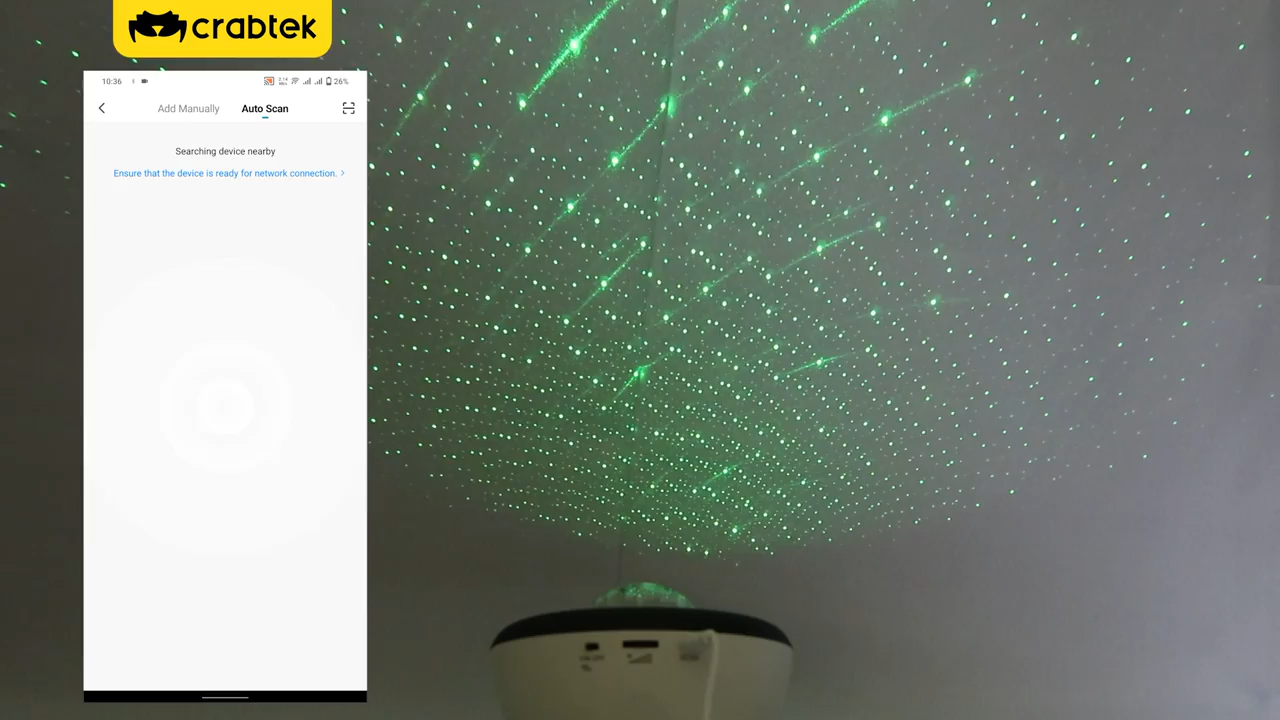 crabtek
10:36
26%
Add Manually
Auto Scan
Searching device nearby
Ensure that the device is ready for network connection. >